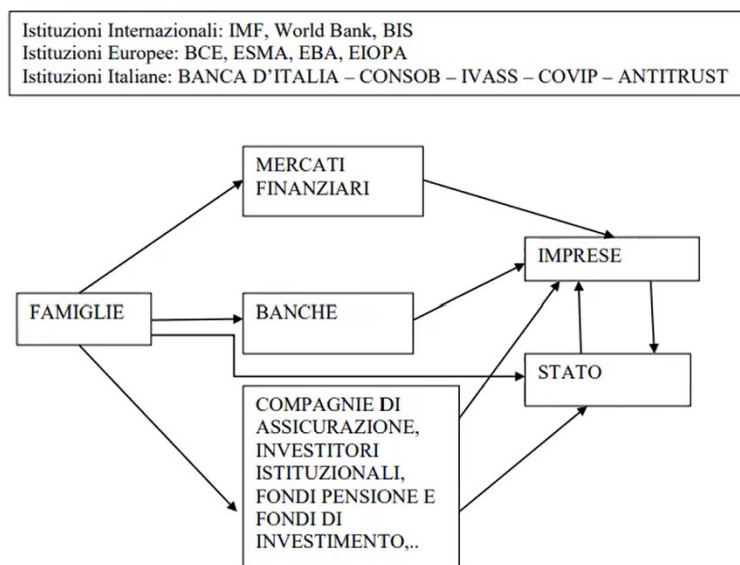 Istituzioni Internazionali: IMF, World Bank, BIS
Istituzioni Europee: BCE, ESMA, EBA, EIOPA
Istituzioni Italiane: BANCA D'ITALIA – CONSOB – IVASS – COVIP – ANTITRUST
MERCATI
FINANZIARI
IMPRESE
FAMIGLIE
BANCHE
STATO
COMPAGNIE DI
ASSICURAZIONE,
INVESTITORI
ISTITUZIONALI,
FONDI PENSIONE E
FONDI DI
INVESTIMENTO,..